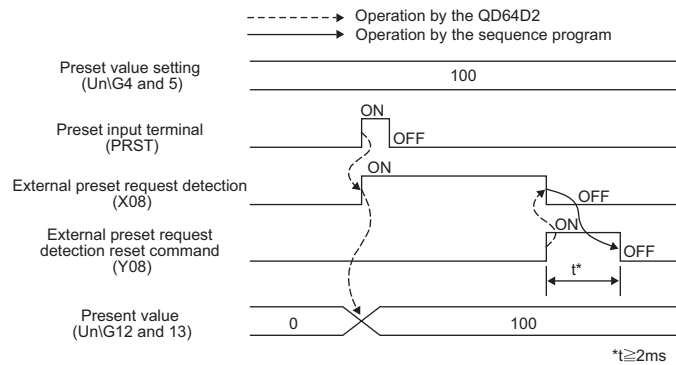 Operation by the QD64D2
Operation by the sequence program
Preset value setting
(Un\G4 and 5)
100
Preset input terminal
(PRST)
ON
OFF
External preset request detection
(X08)
ON
OFF
External preset request
detection reset command
(Y08)
ON
OFF
t*
Present value
(Un\G12 and 13)
0
100
*t≧2ms